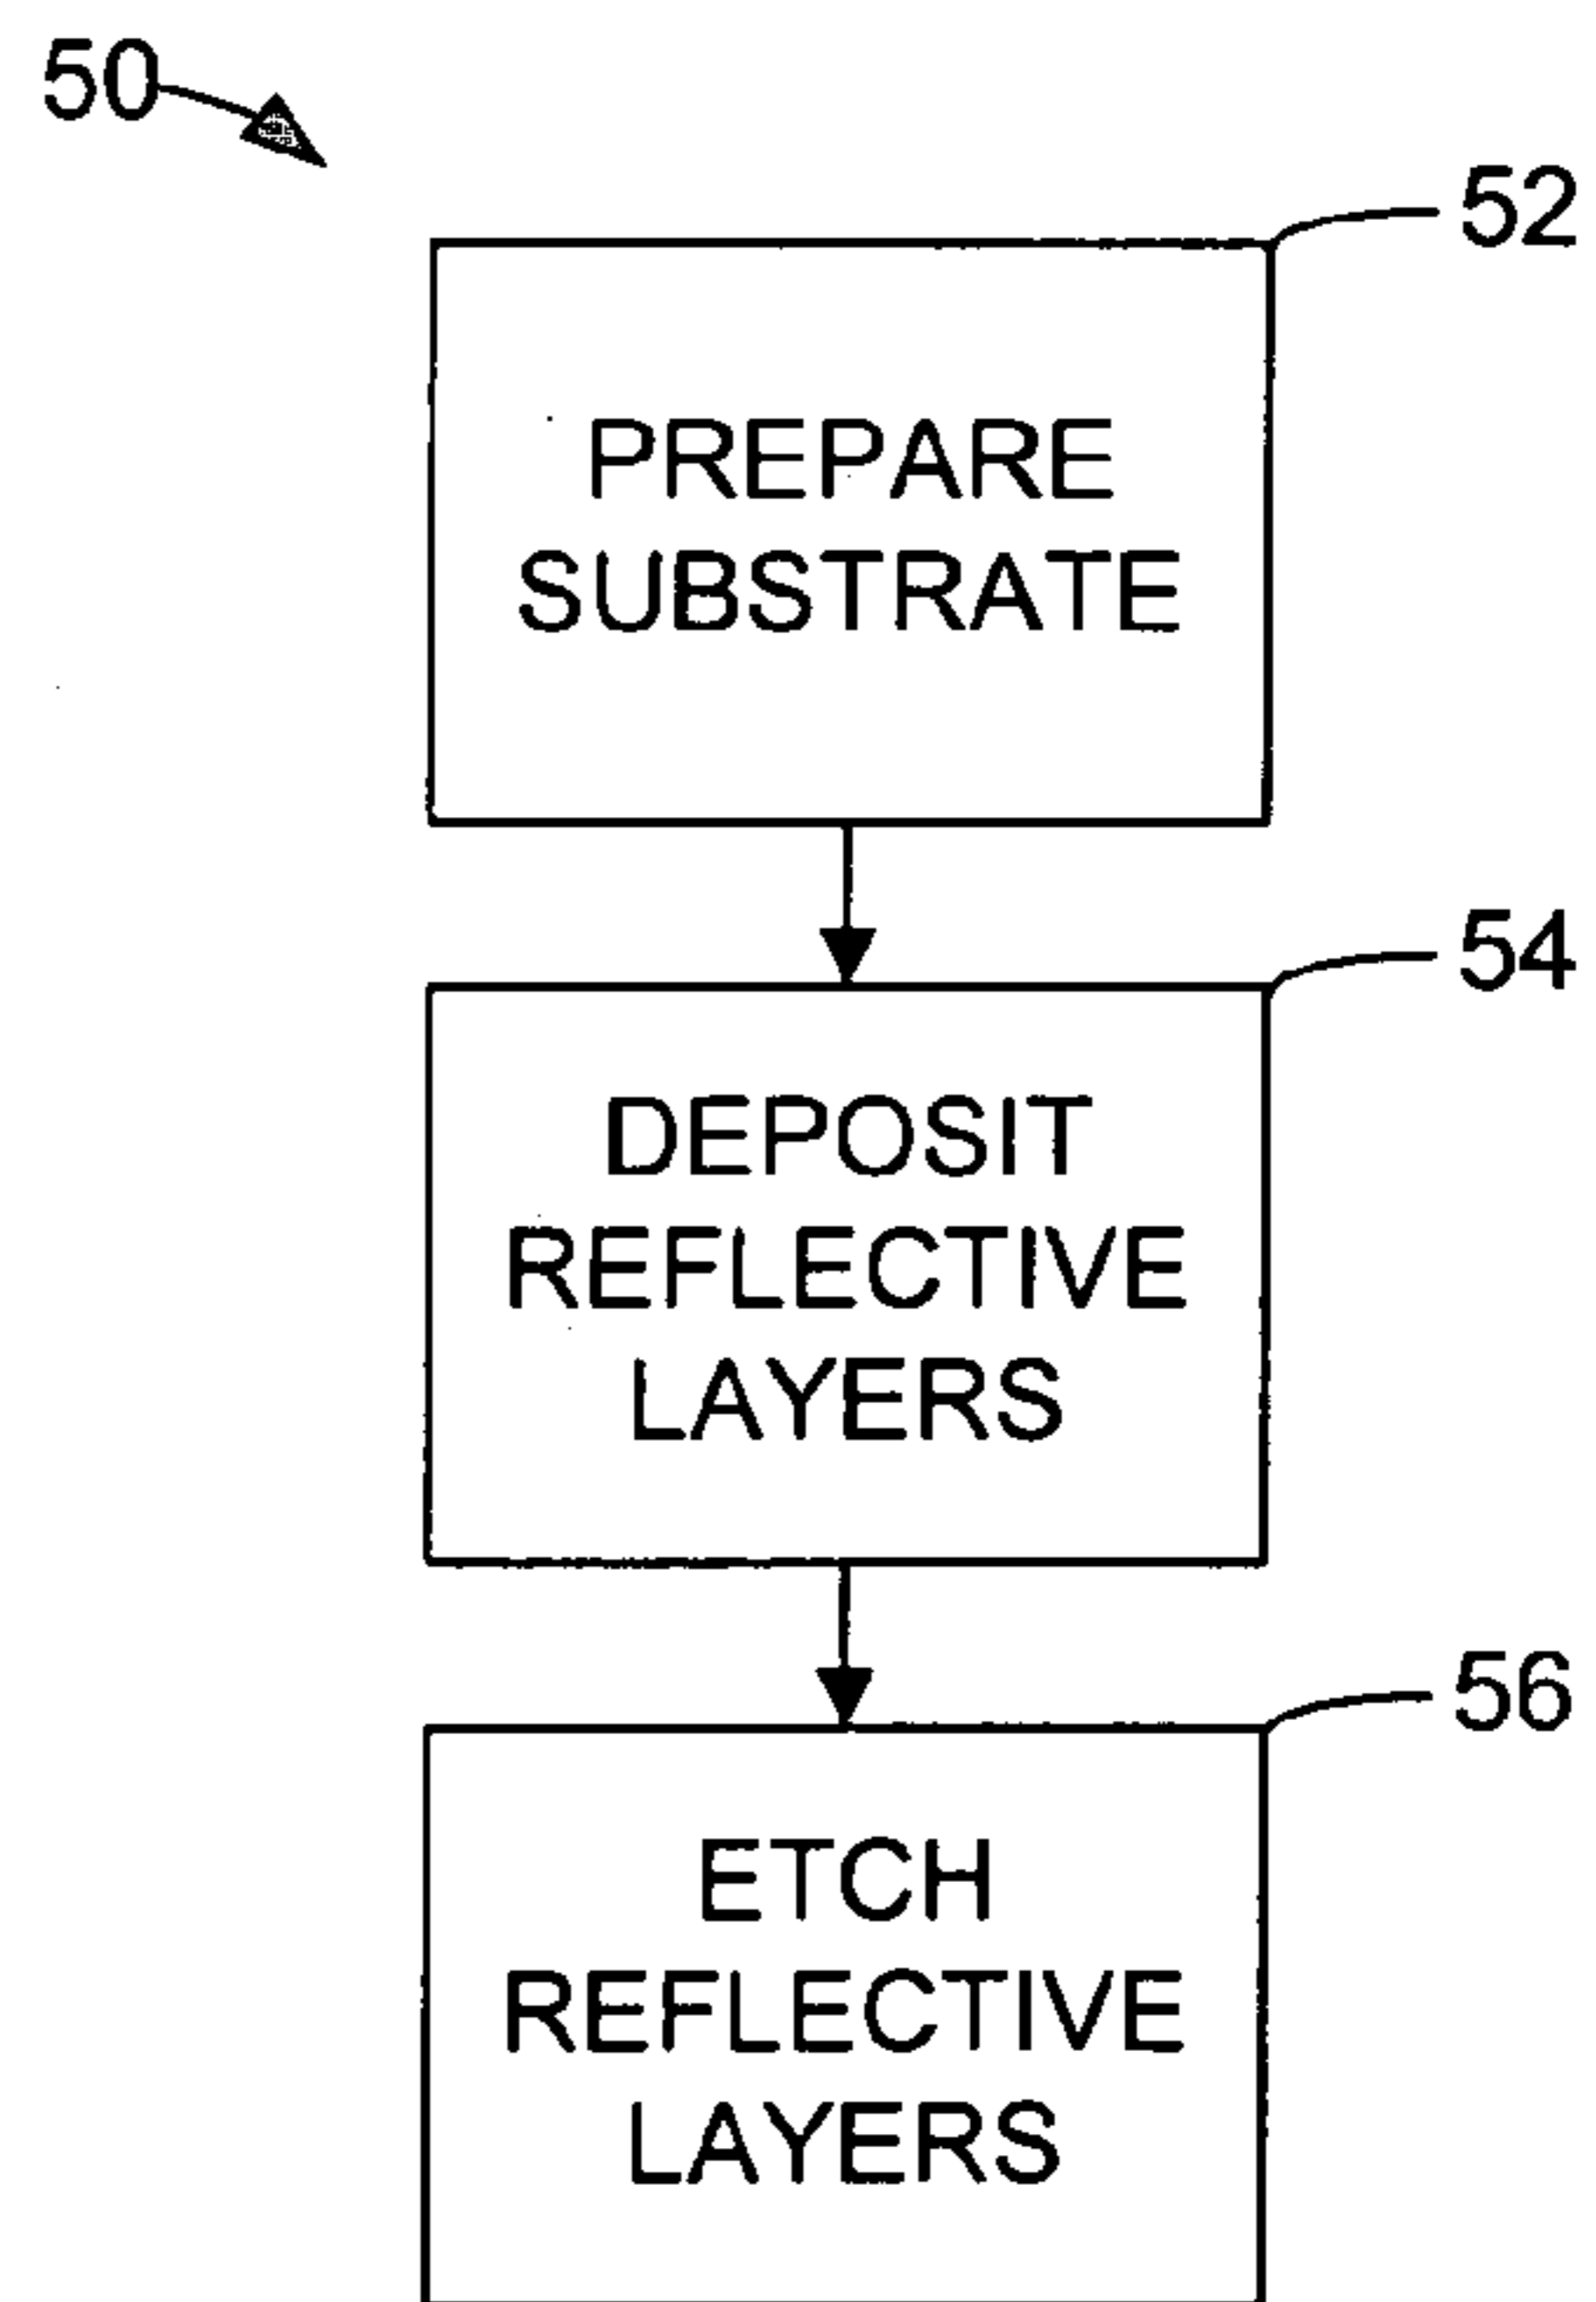 50
52
PREPARE
SUBSTRATE
54
DEPOSIT
REFLECTIVE
LAYERS
56
ETCH
REFLECTIVE
LAYERS